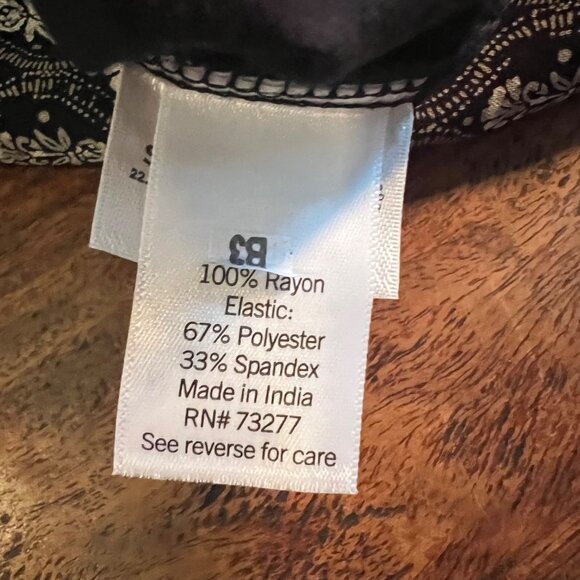 B3
100% Rayon
Elastic:
67% Polyester
33% Spandex
Made in India
RN# 73277
See reverse for care